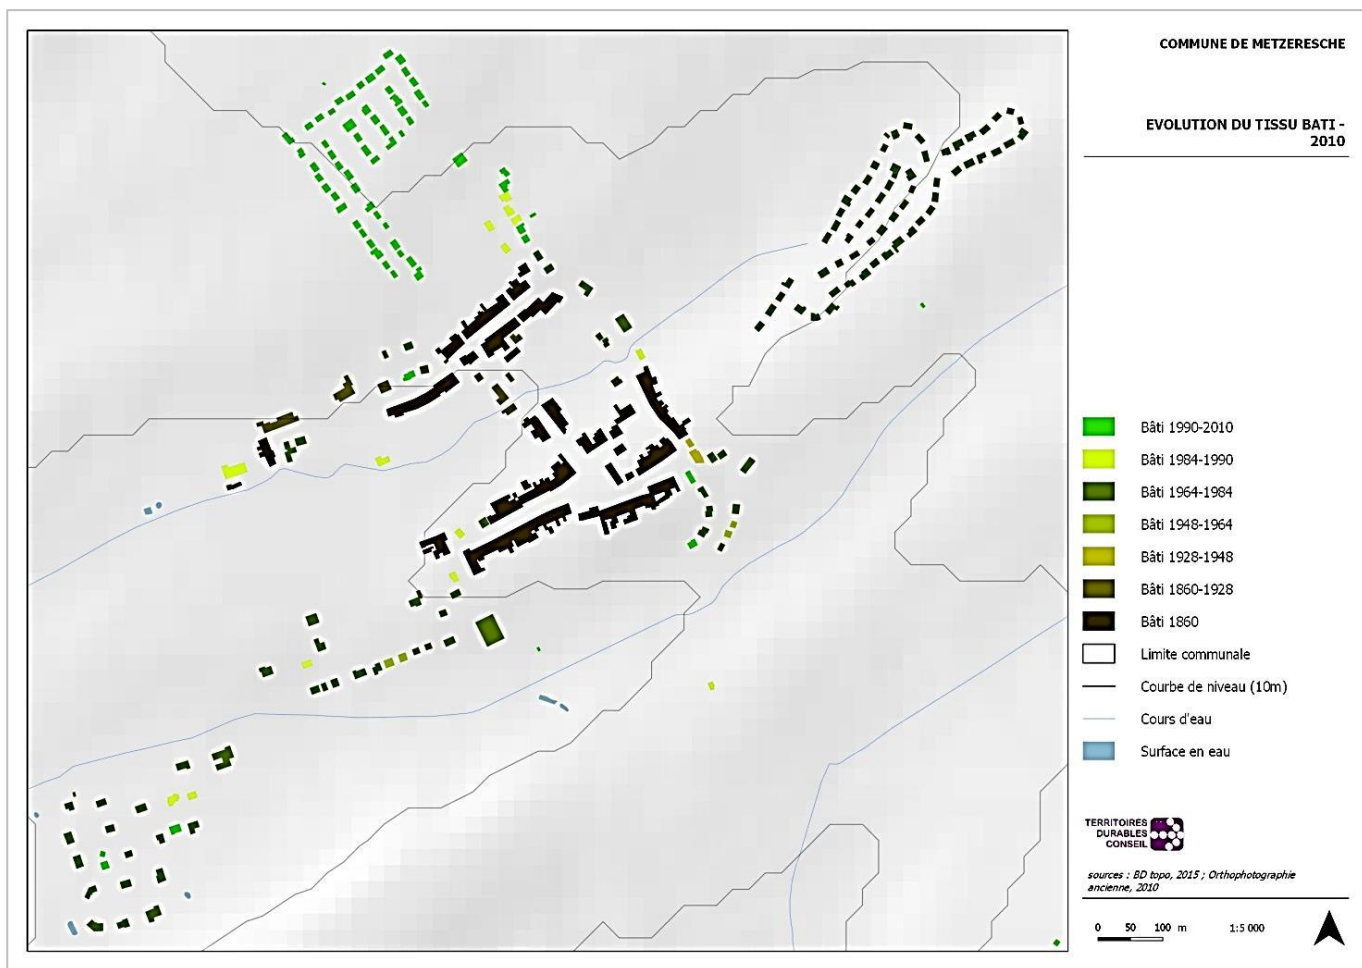 COMMUNE DE METZERESCHE
EVOLUTION DU TISSU BATI -
2010
Bâti 1990-2010
Bâti 1984-1990
Bâti 1964-1984
Bâti 1948-1964
Bâti 1928-1948
Bâti 1860-1928
Bâti 1860
Limite communale
Courbe de niveau (10m)
Cours d'eau
Surface en eau
TERRITOIRES
DURABLES
CONSEIL
sources : BD topo, 2015 ; Orthophotographie
ancienne, 2010
0 50 100 m 1:5 000